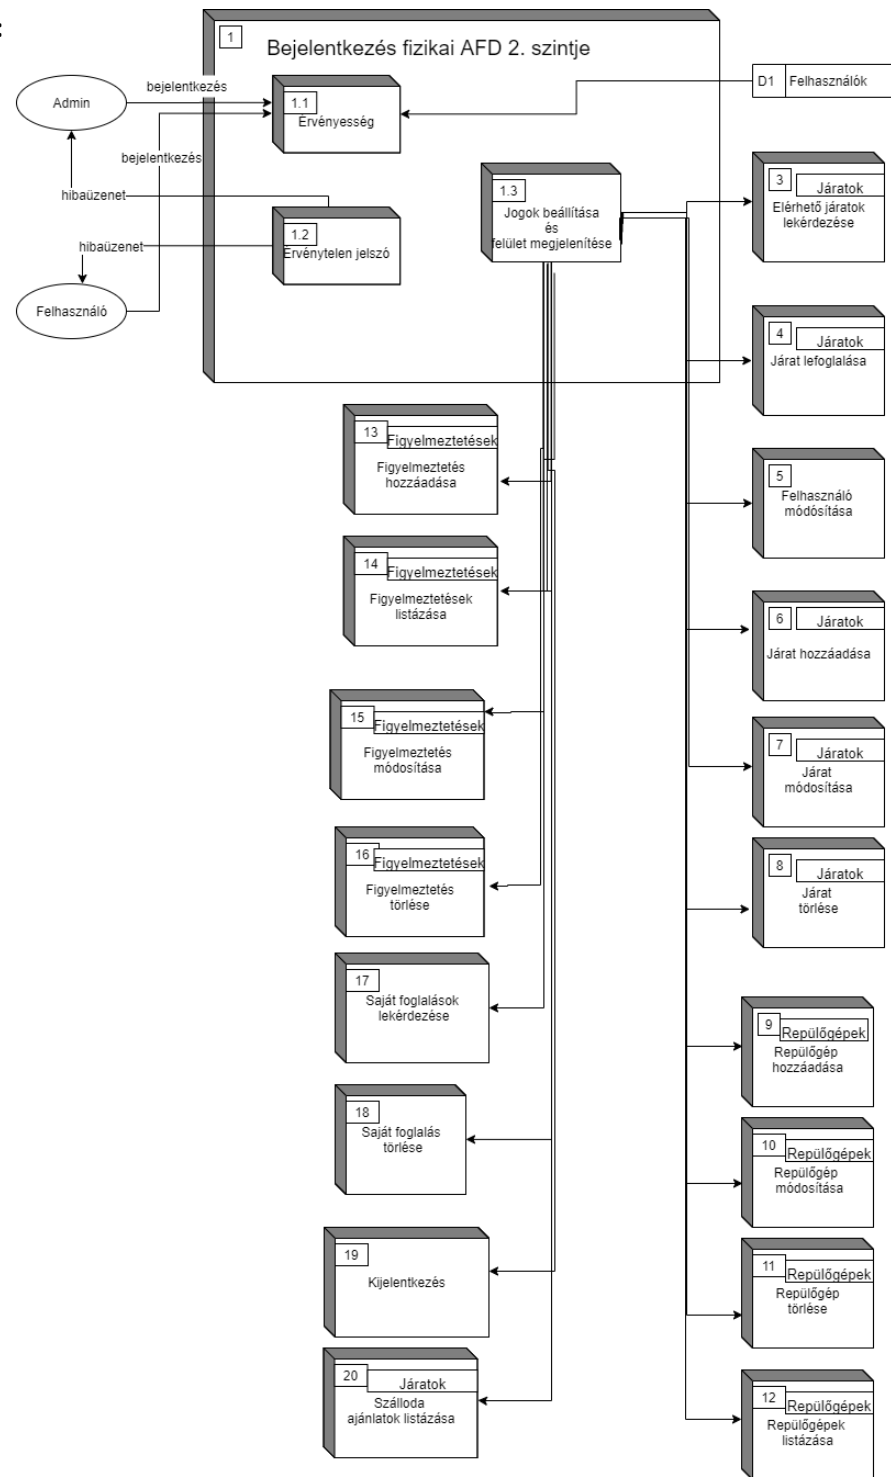 :
1
Bejelentkezés fizikai AFD 2. szintje
Admin
bejelentkezés
1.1
Érvényesség
D1
Felhasználók
bejelentkezés
hibaüzenet
1.2
Érvénytelen jelszó
hibaüzenet
Felhasználó
1.3
Jogok beállítása
és
felület megjelenítése
3
Járatok
Elérhető járatok
lekérdezése
4
Járatok
Járat lefoglalása
5
Felhasználó
módósítása
6
Járatok
Járat hozzáadása
7
Járatok
Járat
módosítása
8
Járatok
Járat
törlése
9
Repülőgépek
Repülőgép
hozzáadása
10
Repülőgépek
Repülőgép
módosítása
11
Repülőgépek
Repülőgép
törlése
12
Repülőgépek
Repülőgépek
listázása
13
Figyelmeztetések
Figyelmeztetés
hozzáadása
14
Figyelmeztetések
Figyelmeztetések
listázása
15
Figyelmeztetések
Figyelmeztetés
módosítása
16
Figyelmeztetések
Figyelmeztetés
törlése
17
Saját foglalások
lekérdezése
18
Saját foglalás
törlése
19
Kijelentkezés
20
Járatok
Szálloda
ajánlatok listázása